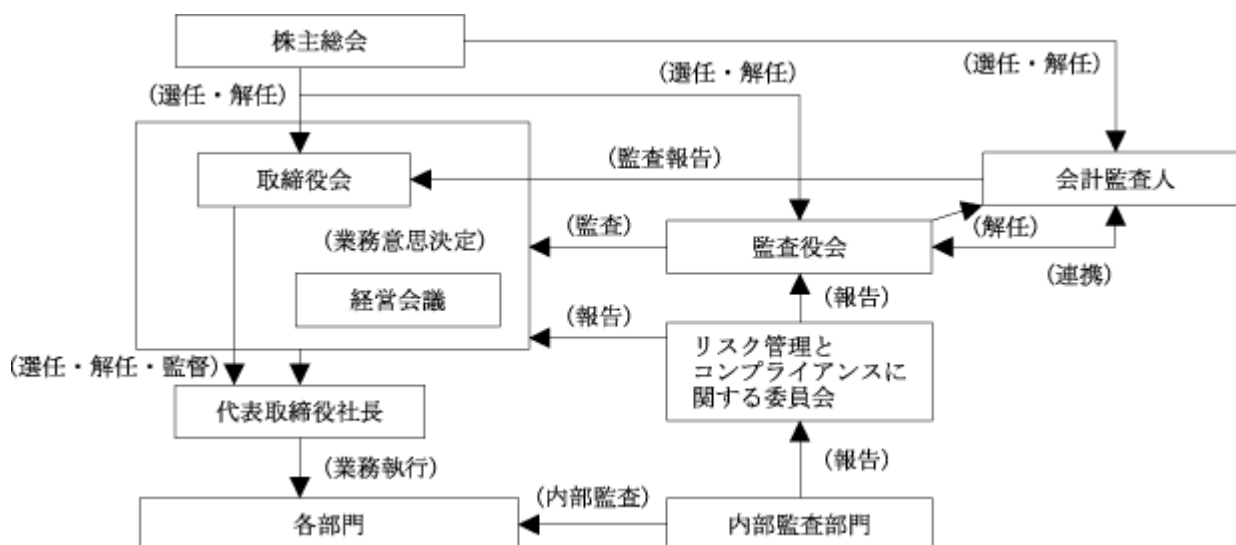 株主総会
(選任・解任)
(選任・解任)
(選任・解任)
取締役会
(監査報告)
会計監査人
(業務意思決定)
(監査)
監査役会
(解任)
(連携)
経営会議
(報告)
(報告)
リスク管理と
コンプライアンスに
関する委員会
(選任・解任・監督)
代表取締役社長
(業務執行)
(報告)
(内部監査)
各部門
内部監査部門